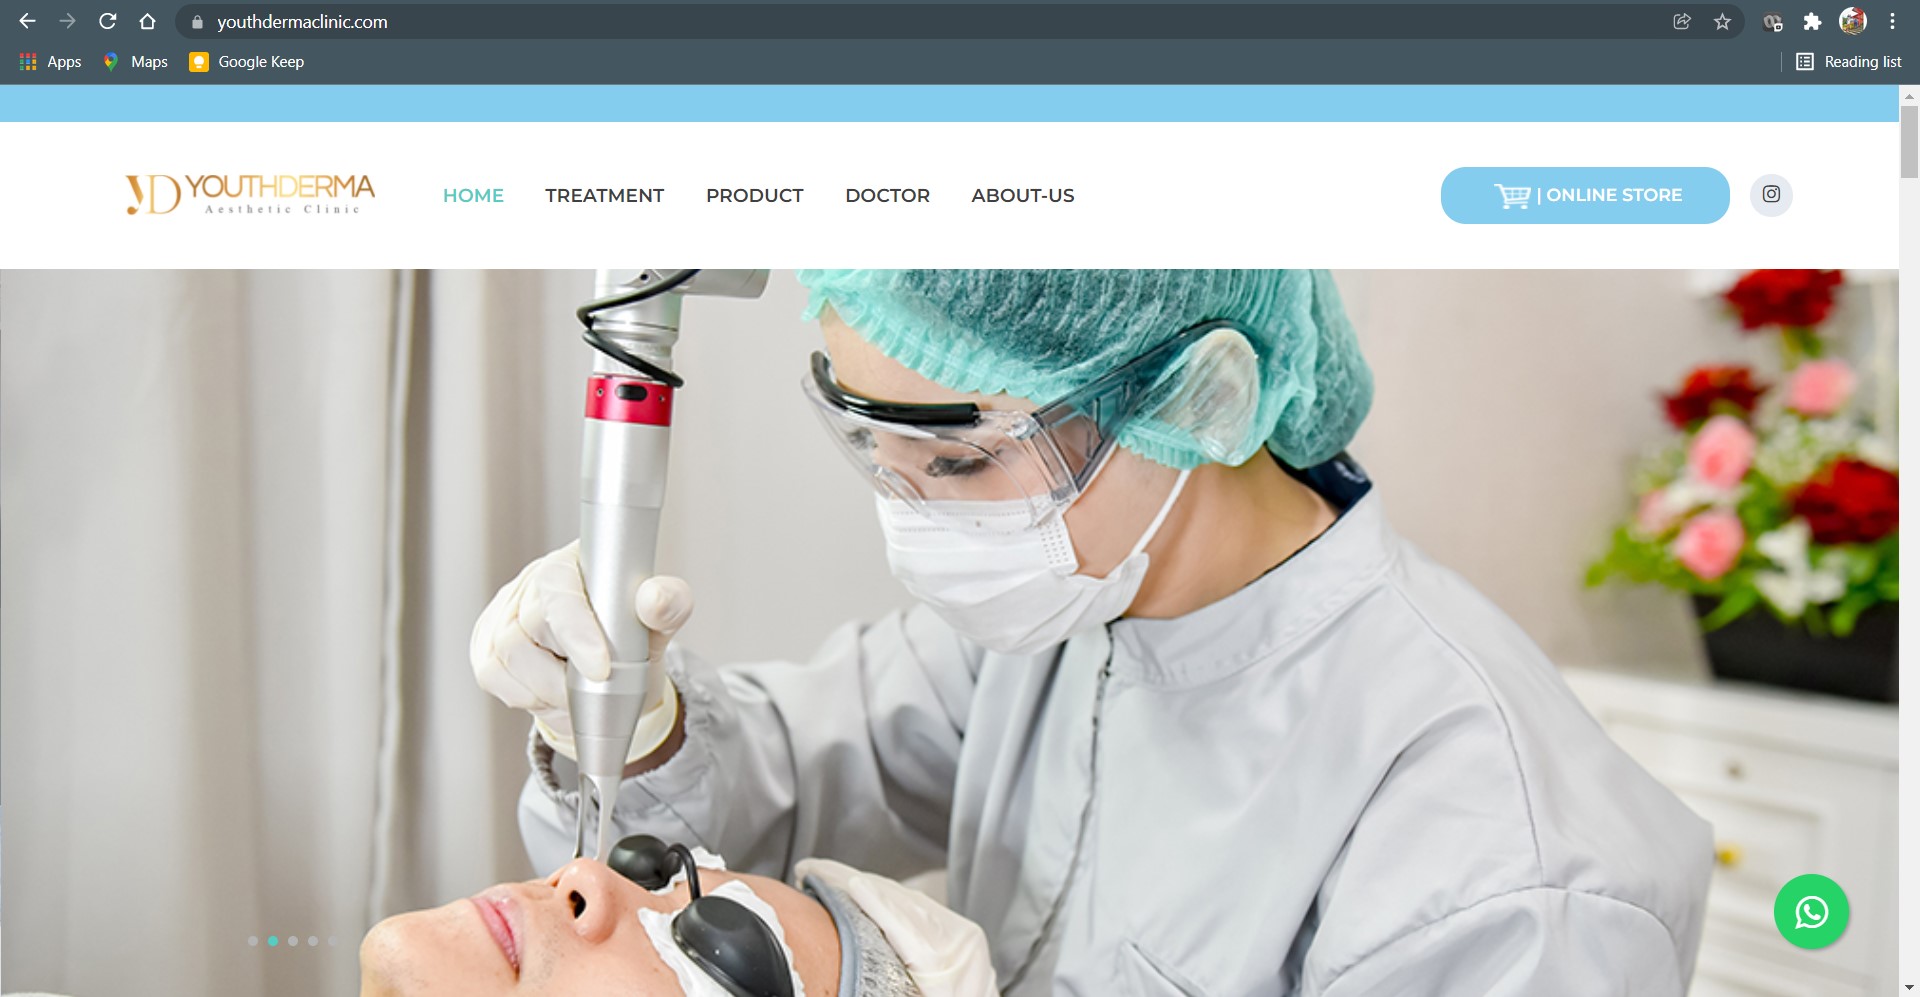 youthdermaclinic.com
Apps Maps Google Keep Reading list
YD YOUTHDERMA
Aesthetic Clinic
HOME TREATMENT PRODUCT DOCTOR ABOUT-US | ONLINE STORE